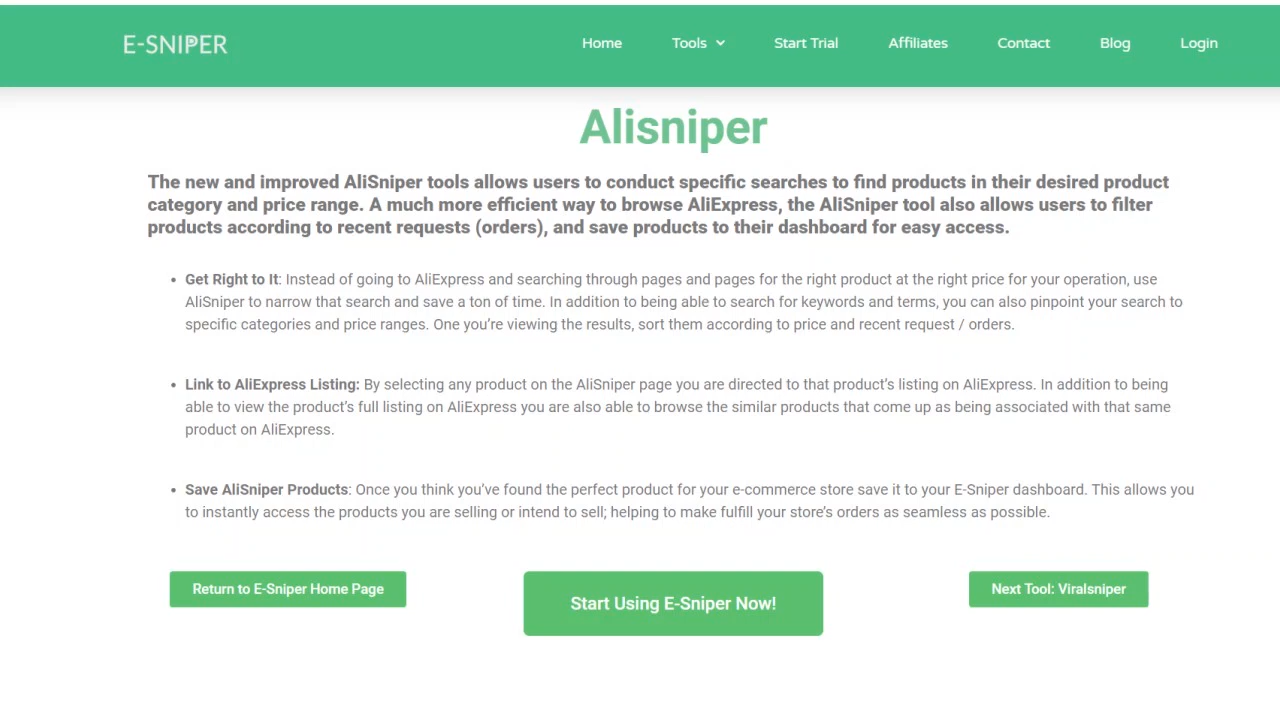 E-SNIPER
Home Tools Start Trial Affiliates Contact Blog Login
Alisniper
The new and improved AliSniper tools allows users to conduct specific searches to find products in their desired product
category and price range. A much more efficient way to browse AliExpress, the AliSniper tool also allows users to filter
products according to recent requests (orders), and save products to their dashboard for easy access.
• Get Right to It: Instead of going to AliExpress and searching through pages and pages for the right product at the right price for your operation, use
AliSniper to narrow that search and save a ton of time. In addition to being able to search for keywords and terms, you can also pinpoint your search to
specific categories and price ranges. One you’re viewing the results, sort them according to price and recent request / orders.
• Link to AliExpress Listing: By selecting any product on the AliSniper page you are directed to that product’s listing on AliExpress. In addition to being
able to view the product’s full listing on AliExpress you are also able to browse the similar products that come up as being associated with that same
product on AliExpress.
• Save AliSniper Products: Once you think you’ve found the perfect product for your e-commerce store save it to your E-Sniper dashboard. This allows you
to instantly access the products you are selling or intend to sell; helping to make fulfill your store’s orders as seamless as possible.
Return to E-Sniper Home Page
Start Using E-Sniper Now!
Next Tool: Viralsniper